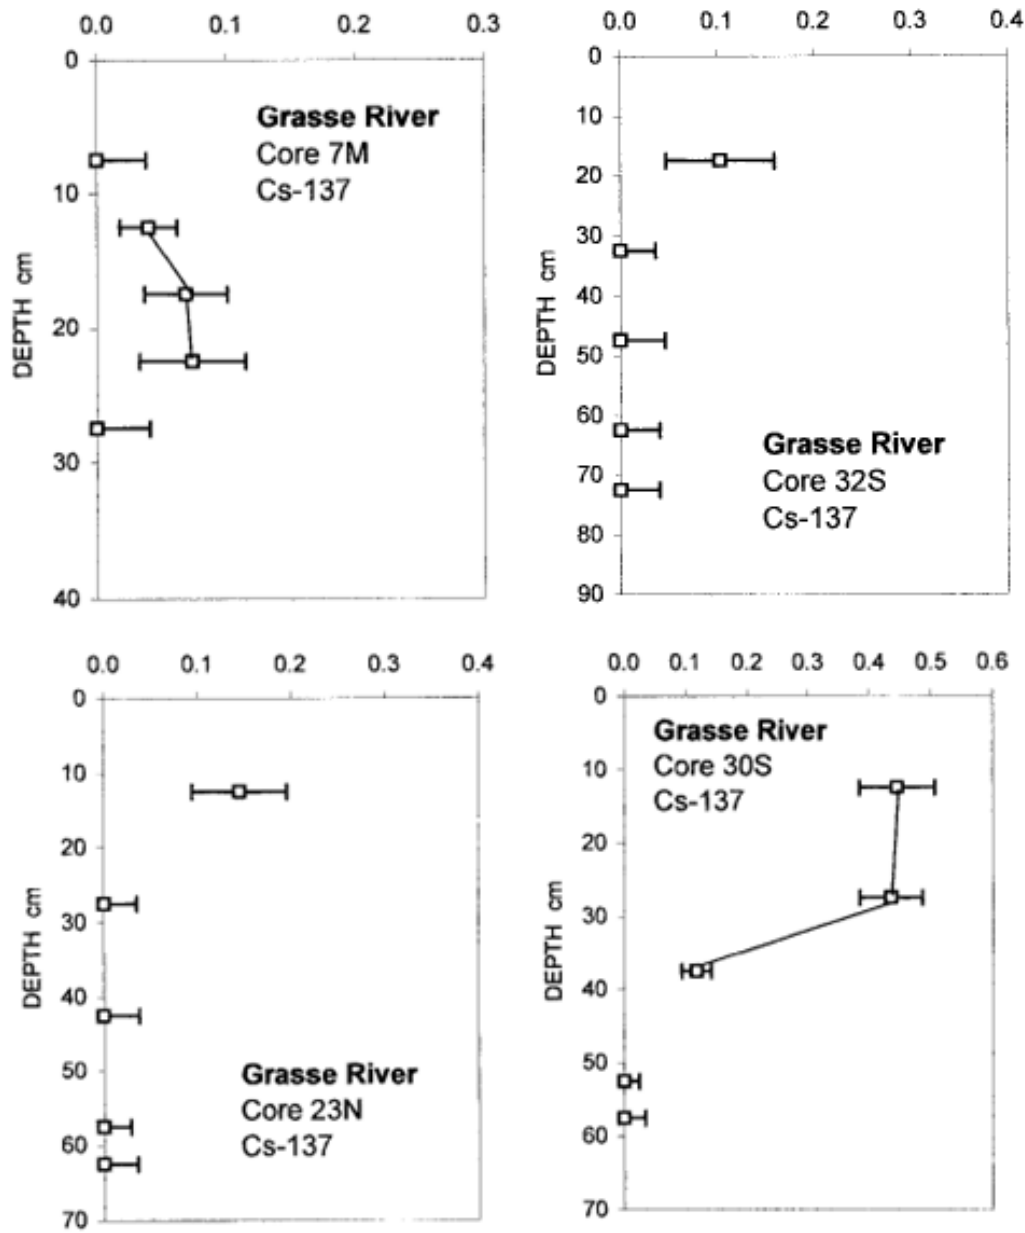 0.0 0.1 0.2 0.3
0
10
20
30
40
DEPTH cm
Grasse River
Core 7M
Cs-137
0.0 0.1 0.2 0.3 0.4
0
10
20
30
40
50
60
70
80
90
DEPTH cm
Grasse River
Core 32S
Cs-137
0.0 0.1 0.2 0.3 0.4
0
10
20
30
40
50
60
70
DEPTH cm
Grasse River
Core 23N
Cs-137
0.0 0.1 0.2 0.3 0.4 0.5 0.6
0
10
20
30
40
50
60
70
DEPTH cm
Grasse River
Core 30S
Cs-137